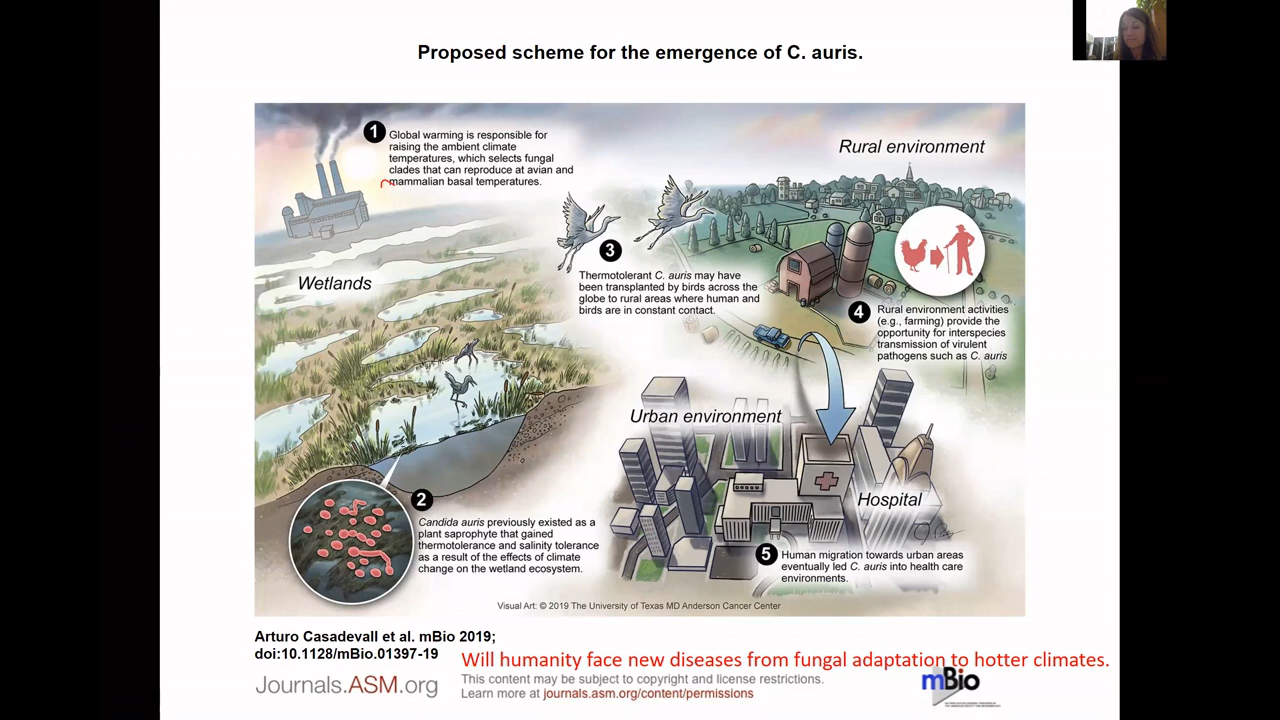 Proposed scheme for the emergence of C. auris.
1
Global warming is responsible for
raising the ambient climate
temperatures, which selects fungal
clades that can reproduce at avian and
mammalian basal temperatures.
Rural environment
Wetlands
3
Thermotolerant C. auris may have
been transplanted by birds across the
globe to rural areas where human and
birds are in constant contact.
4
Rural environment activities
(e.g., farming) provide the
opportunity for interspecies
transmission of virulent
pathogens such as C. auris
Urban environment
Hospital
2
Candida auris previously existed as a
plant saprophyte that gained
thermotolerance and salinity tolerance
as a result of the effects of climate
change on the wetland ecosystem.
5
Human migration towards urban areas
eventually led C. auris into health care
environments.
Visual Art: © 2019 The University of Texas MD Anderson Cancer Center
Arturo Casadevall et al. mBio 2019;
doi:10.1128/mBio.01397-19
Will humanity face new diseases from fungal adaptation to hotter climates.
Journals.ASM.org
This content may be subject to copyright and license restrictions.
Learn more at journals.asm.org/content/permissions
mBio